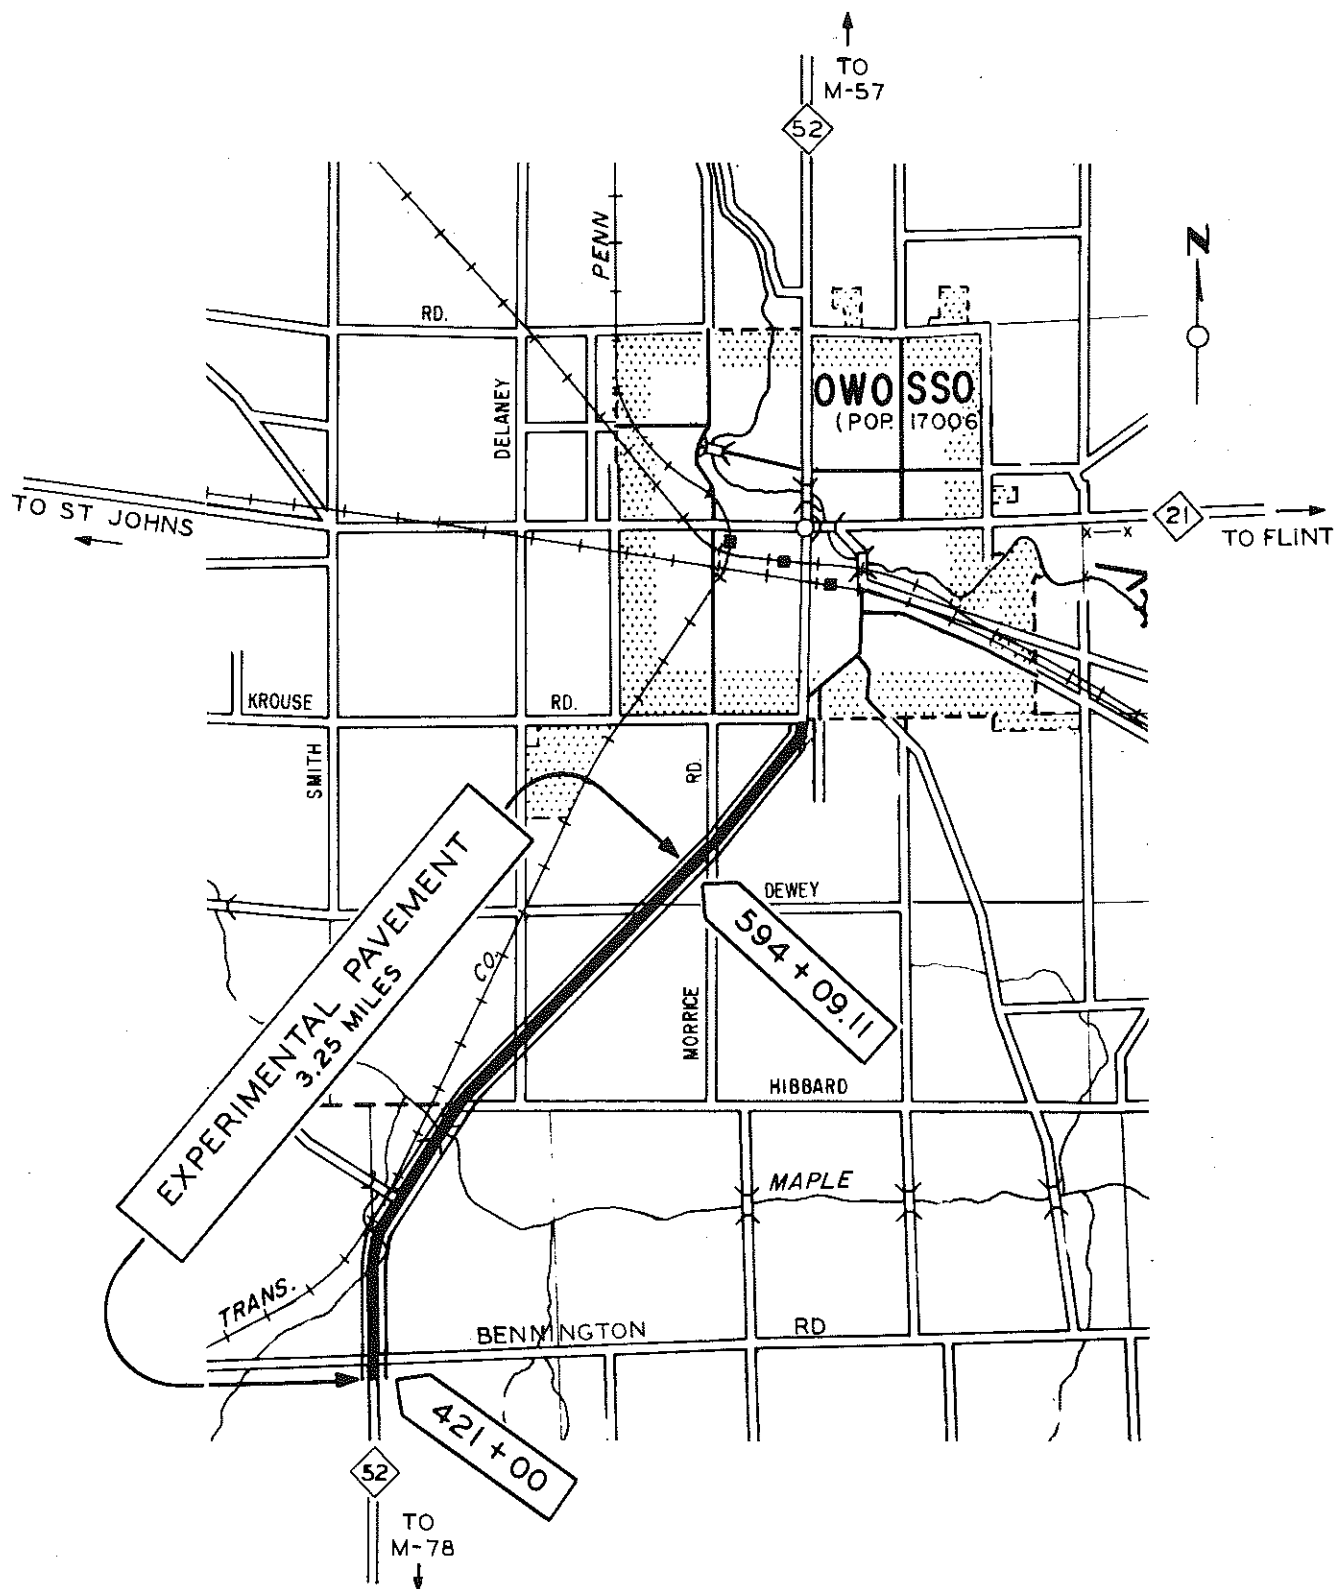 TO
M-57
52
N
PENN
RD.
DELANEY
OWOSSO
(POP. 17006
TO ST JOHNS
21
TO FLINT
KROUSE
RD.
SMITH
RD.
EXPERIMENTAL PAVEMENT
3.25 MILES
DEWEY
594+09.11
CO.
MORRICE
HIBBARD
MAPLE
TRANS.
BENNINGTON
RD
421+00
52
TO
M-78